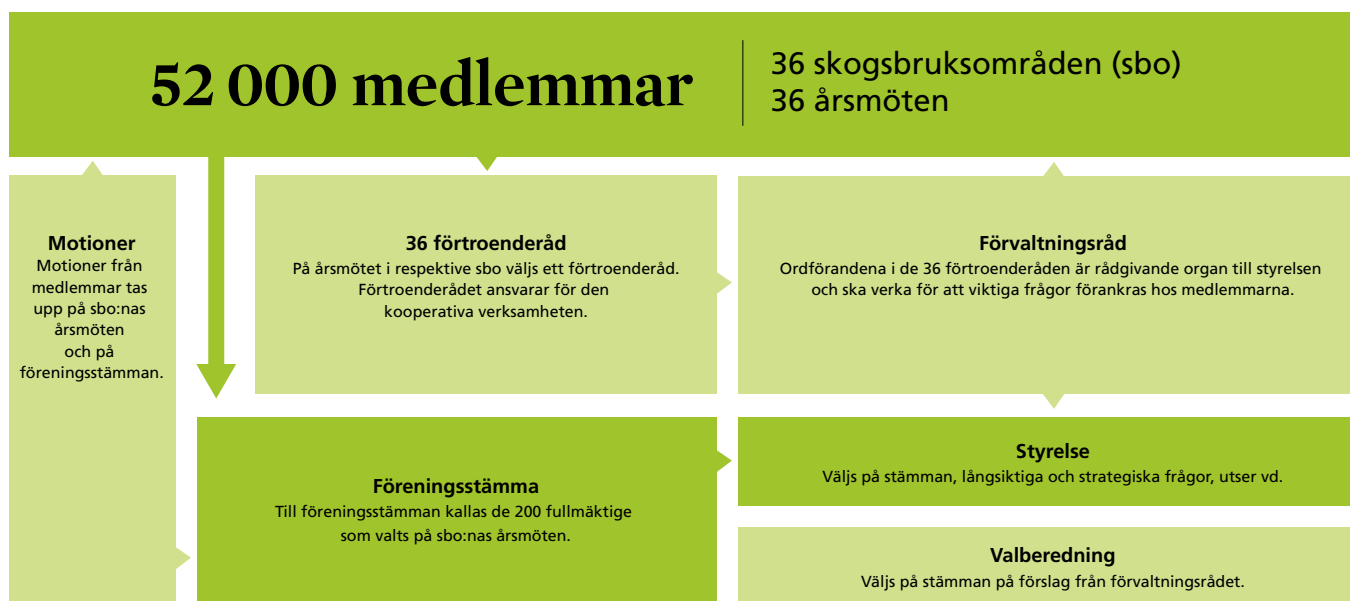 52 000 medlemmar
36 skogsbruksområden (sbo)
36 årsmöten
Motioner
Motioner från
medlemmar tas
upp på sbo:nas
årsmöten
och på
föreningsstämman.
36 förtroenderåd
På årsmötet i respektive sbo väljs ett förtroenderåd.
Förtroenderådet ansvarar för den
kooperativa verksamheten.
Förvaltningsråd
Ordförandena i de 36 förtroenderåden är rådgivande organ till styrelsen
och ska verka för att viktiga frågor förankras hos medlemmarna.
Föreningsstämma
Till föreningsstämman kallas de 200 fullmäktige
som valts på sbo:nas årsmöten.
Styrelse
Väljs på stämman, långsiktiga och strategiska frågor, utser vd.
Valberedning
Väljs på stämman på förslag från förvaltningsrådet.